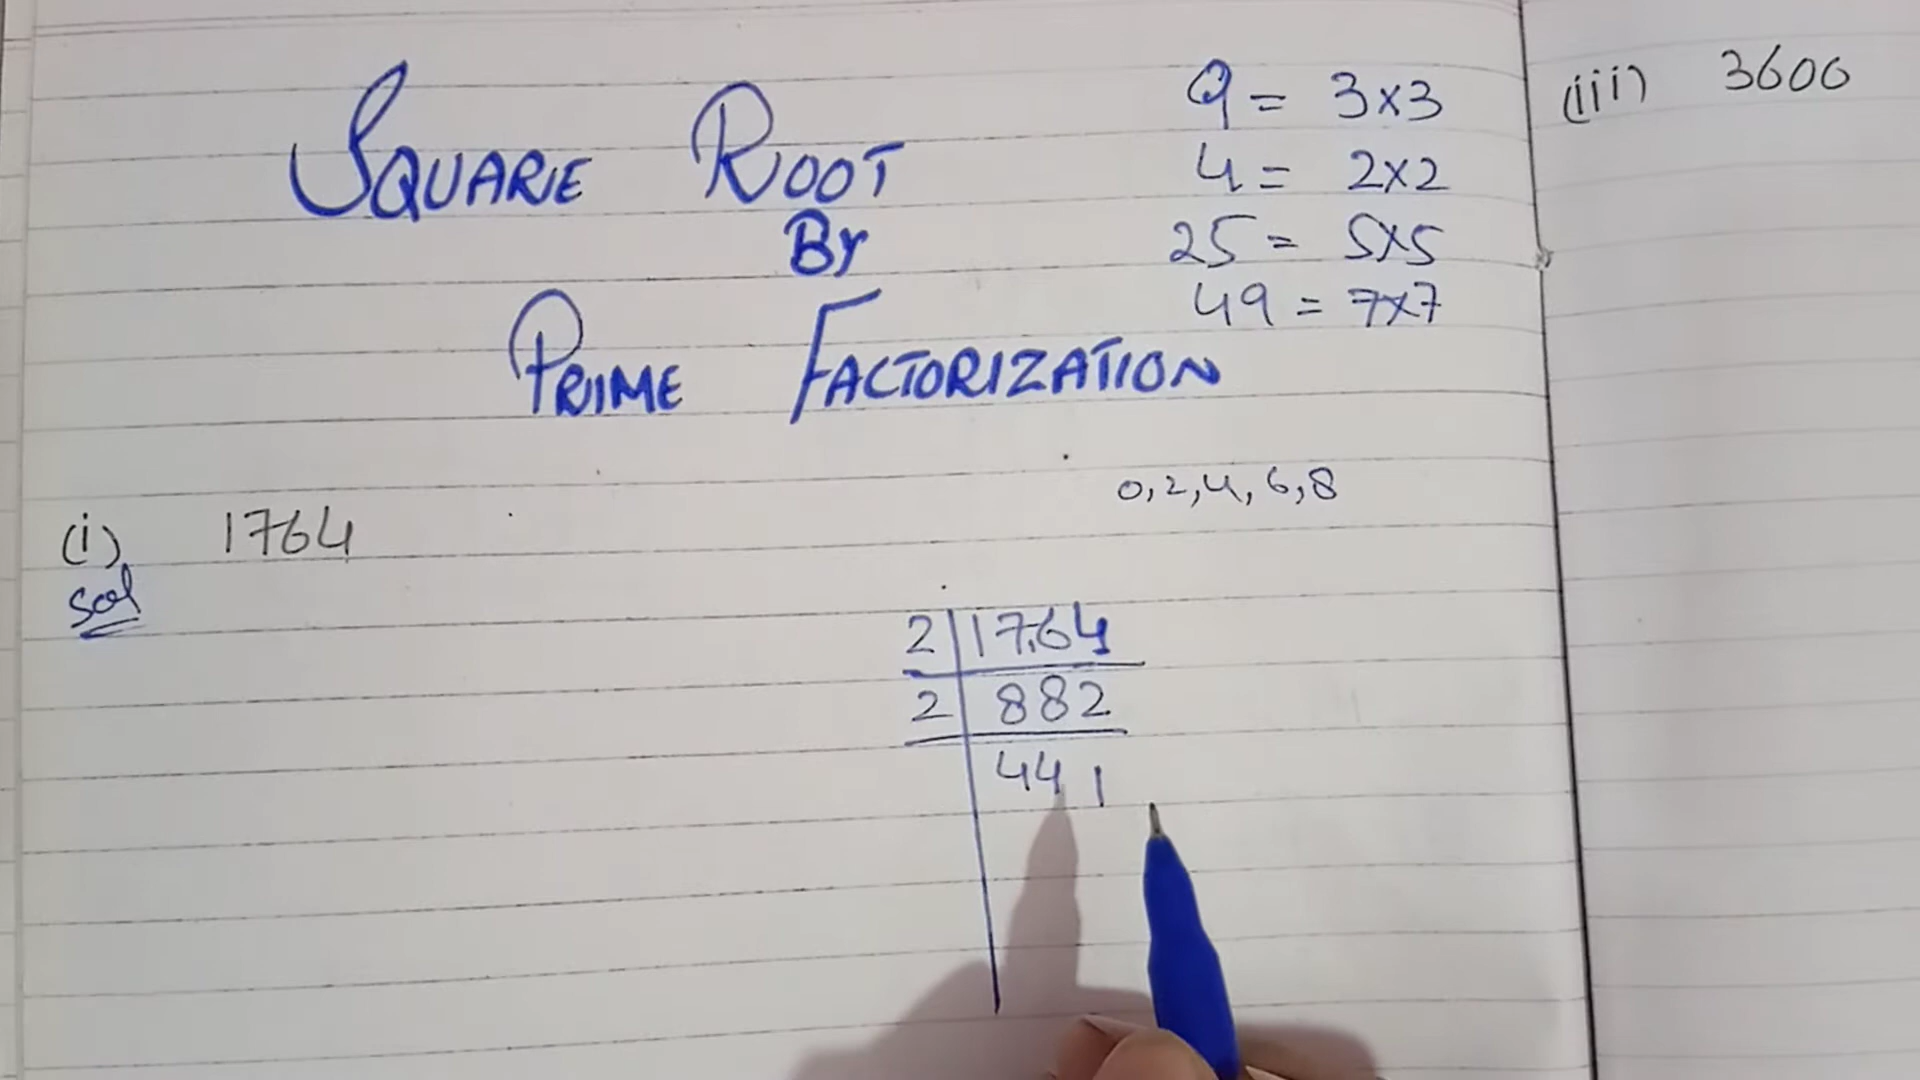 SQUARE ROOT
BY
PRIME FACTORIZATION
9 = 3×3
4 = 2×2
25 = 5×5
49 = 7×7
(iii) 3600
0,2,4,6,8
(i) 1764
Sol
2 1764
2 882
441